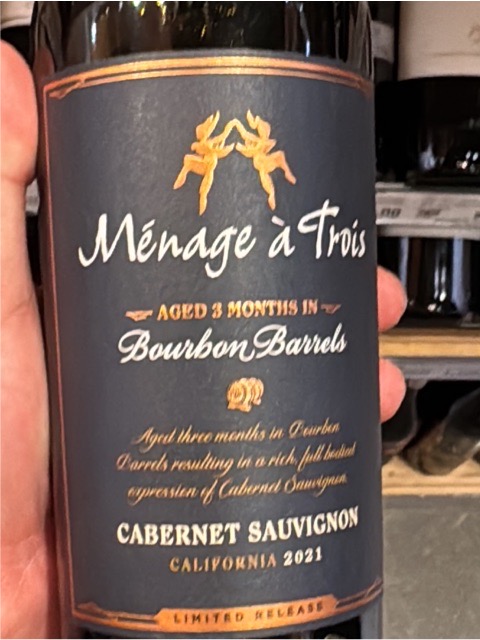 Ménage à Trois
AGED 3 MONTHS IN
Bourbon Barrels
Aged three months in Bourbon
Barrels resulting in a rich, full bodied
expression of Cabernet Sauvignon.
CABERNET SAUVIGNON
CALIFORNIA 2021
LIMITED RELEASE